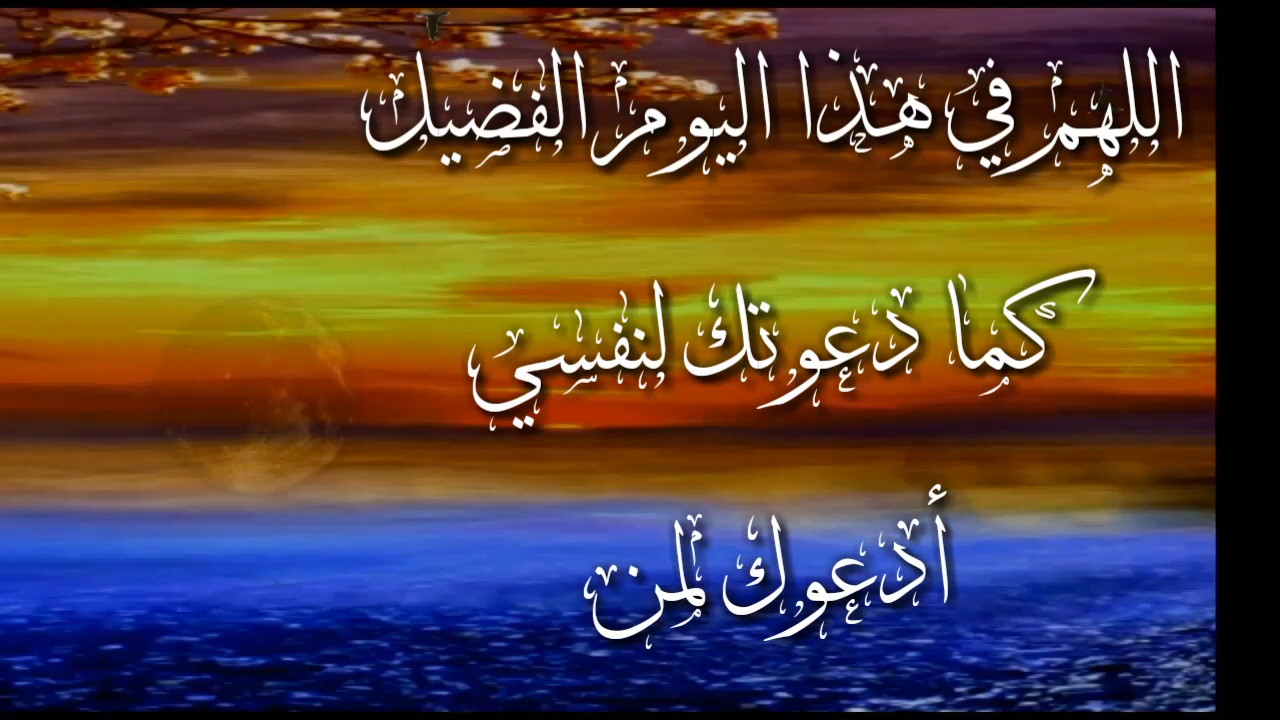 اللهم في هذا اليوم الفضيل
كما دعوتك لنفسي
أدعوك لمن